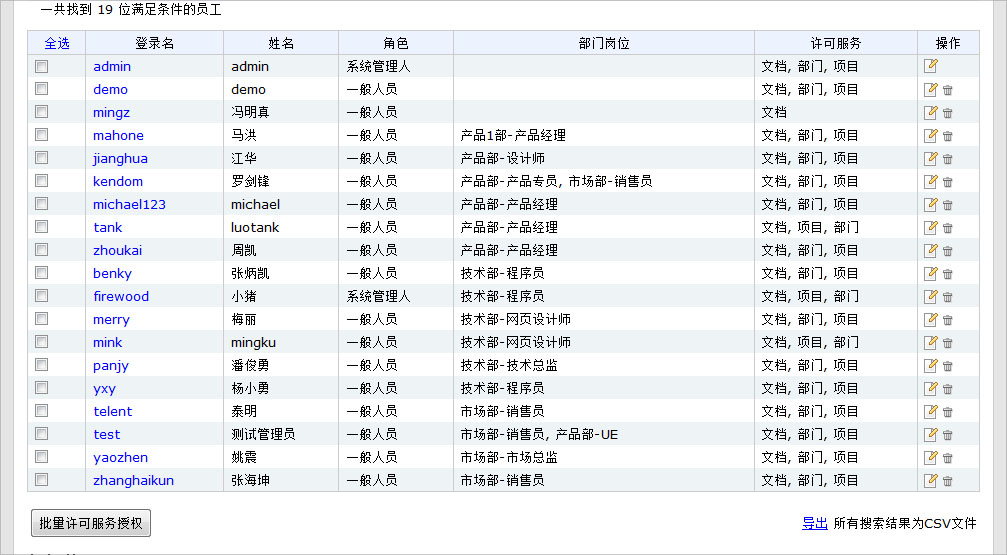 一共找到 19 位满足条件的员工
全选 登录名 姓名 角色 部门岗位 许可服务 操作
admin admin 系统管理人 文档, 部门, 项目
demo demo 一般人员 文档, 部门, 项目
mingz 冯明真 一般人员 文档
mahone 马洪 一般人员 产品1部-产品经理 文档, 部门, 项目
jianghua 江华 一般人员 产品部-设计师 文档, 部门, 项目
kendom 罗剑锋 一般人员 产品部-产品专员, 市场部-销售员 文档, 部门, 项目
michael123 michael 一般人员 产品部-产品经理 文档, 部门, 项目
tank luotank 一般人员 产品部-产品经理 文档, 项目, 部门
zhoukai 周凯 一般人员 产品部-产品经理 文档, 部门, 项目
benky 张炳凯 一般人员 技术部-程序员 文档, 部门, 项目
firewood 小猪 系统管理人 技术部-程序员 文档, 项目, 部门
merry 梅丽 一般人员 技术部-网页设计师 文档, 部门, 项目
mink mingku 一般人员 技术部-网页设计师 文档, 项目, 部门
panjy 潘俊勇 一般人员 技术部-技术总监 文档, 部门, 项目
yxy 杨小勇 一般人员 技术部-程序员 文档, 部门, 项目
telent 泰明 一般人员 市场部-销售员 文档, 部门, 项目
test 测试管理员 一般人员 市场部-销售员, 产品部-UE 文档, 部门, 项目
yaozhen 姚震 一般人员 市场部-市场总监 文档, 部门, 项目
zhanghaikun 张海坤 一般人员 市场部-销售员 文档, 部门, 项目
批量许可服务授权 导出 所有搜索结果为CSV文件